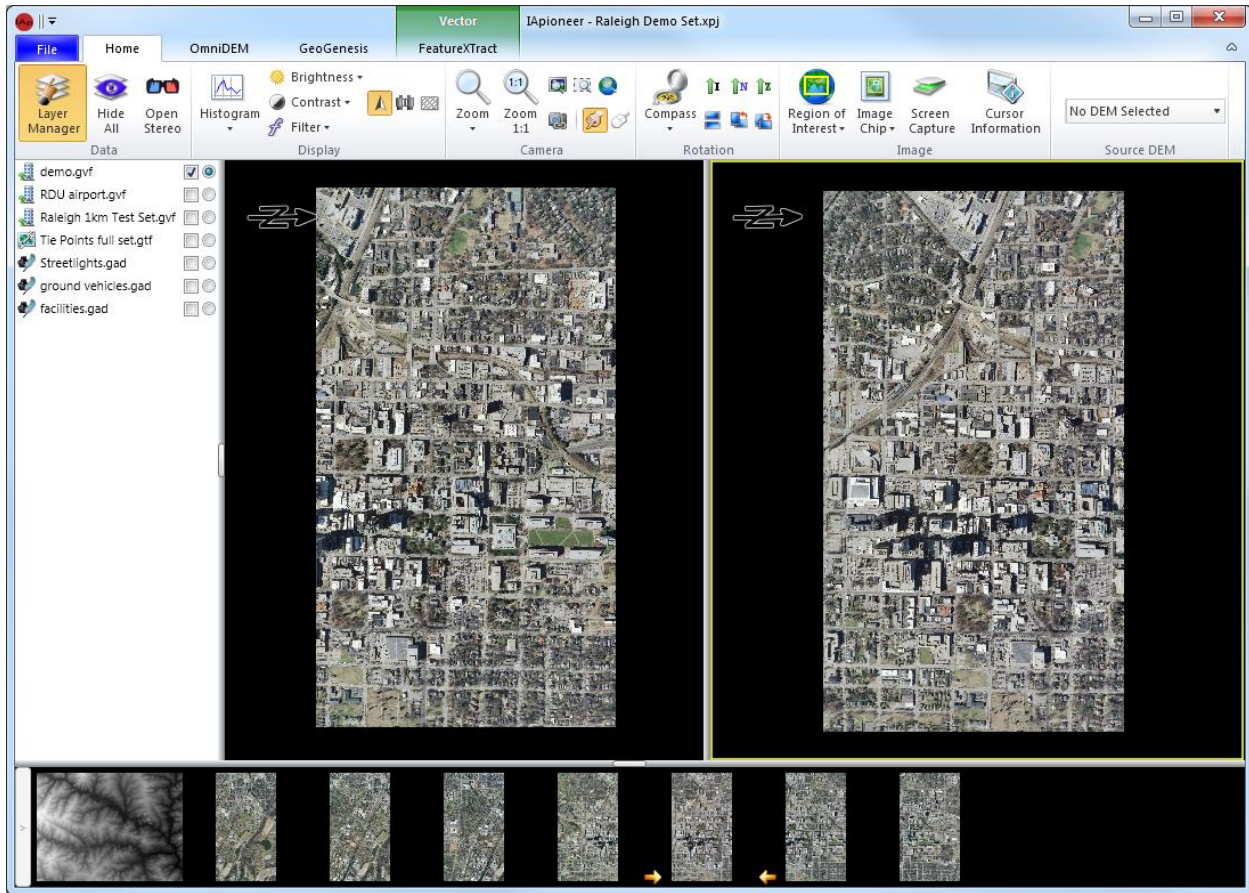 IAp
Vector
IApioneer - Raleigh Demo Set.xpj
File
Home
OmniDEM
GeoGenesis
FeatureXTract
Layer Manager
Hide All
Open Stereo
Data
Histogram
Brightness
Contrast
Filter
Display
Zoom
1:1
Zoom 1:1
Camera
Compass
I
N
Z
Rotation
Region of Interest
Image Chip
Screen Capture
Cursor Information
Image
No DEM Selected
Source DEM
demo.gvf
RDU airport.gvf
Raleigh 1km Test Set.gvf
Tie Points full set.gtf
Streetlights.gad
ground vehicles.gad
facilities.gad
N
N
>